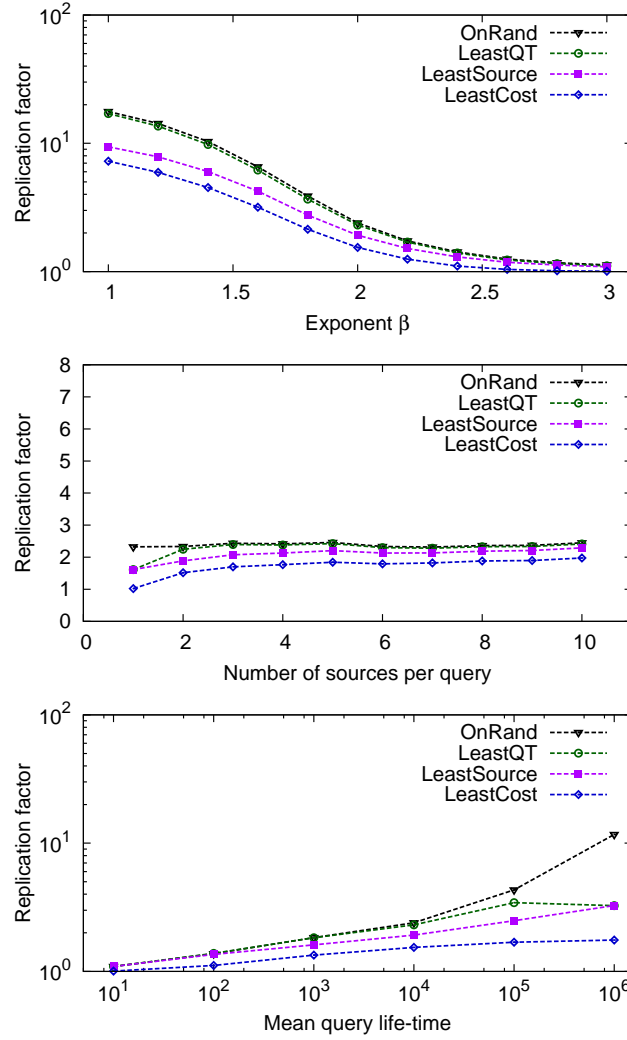 10^2
10^1
10^0
Replication factor
OnRand
LeastQT
LeastSource
LeastCost
1
1.5
2
2.5
3
Exponent β
8
7
6
5
4
3
2
1
0
Replication factor
OnRand
LeastQT
LeastSource
LeastCost
0
2
4
6
8
10
Number of sources per query
10^2
10^1
10^0
Replication factor
OnRand
LeastQT
LeastSource
LeastCost
10^1
10^2
10^3
10^4
10^5
10^6
Mean query life-time